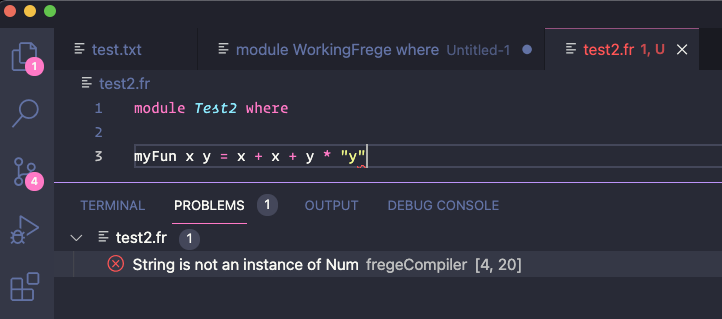 test.txt module WorkingFrege where Untitled-1 test2.fr 1, U
1
test2.fr
1 module Test2 where
2
3 myFun x y = x + x + y * "y"
4
TERMINAL PROBLEMS 1 OUTPUT DEBUG CONSOLE
test2.fr 1
String is not an instance of Num fregeCompiler [4, 20]